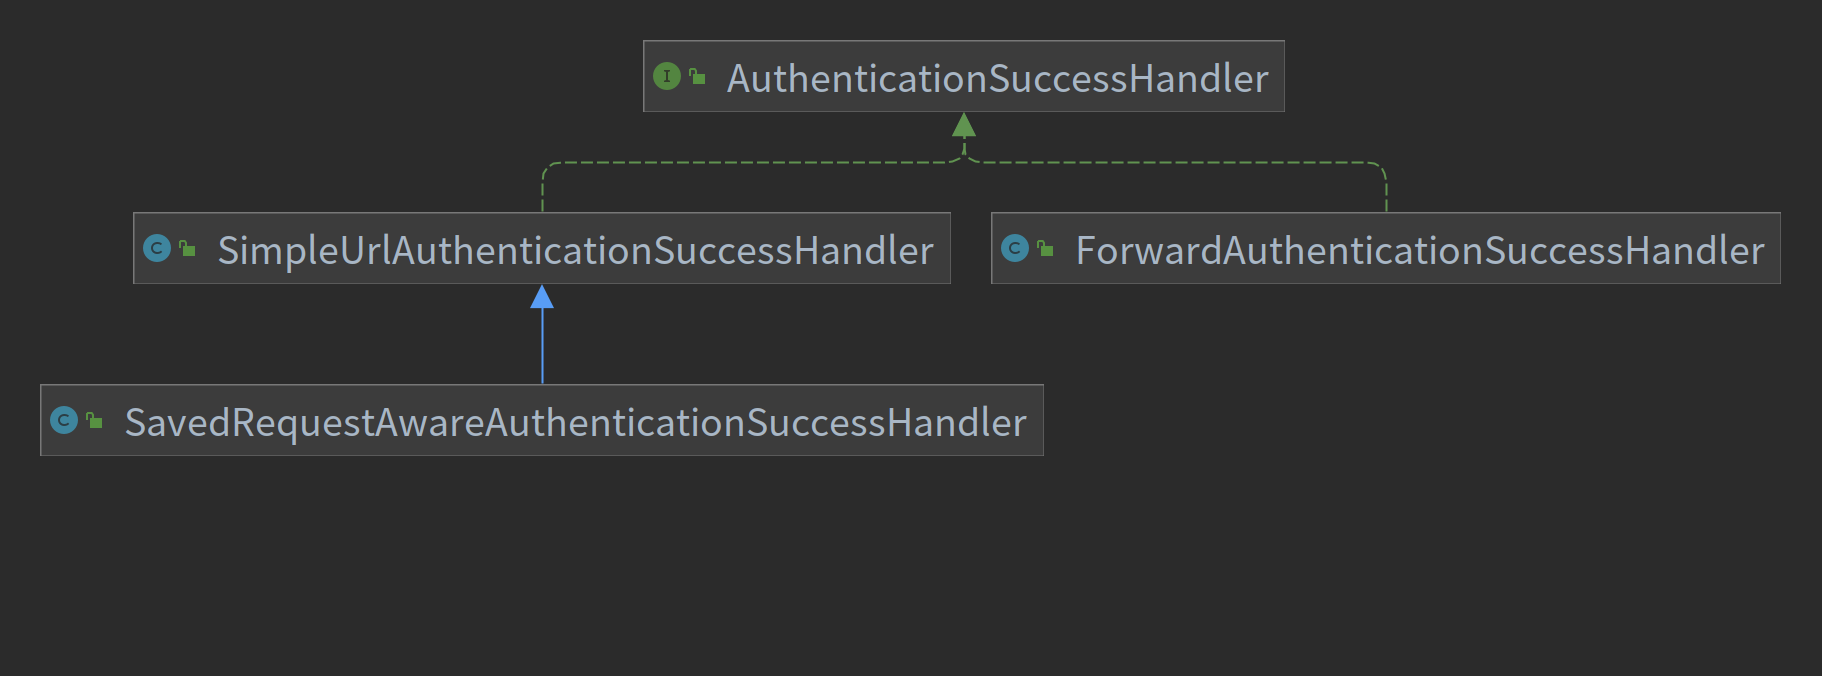 I AuthenticationSuccessHandler
C SimpleUrlAuthenticationSuccessHandler
C ForwardAuthenticationSuccessHandler
C SavedRequestAwareAuthenticationSuccessHandler